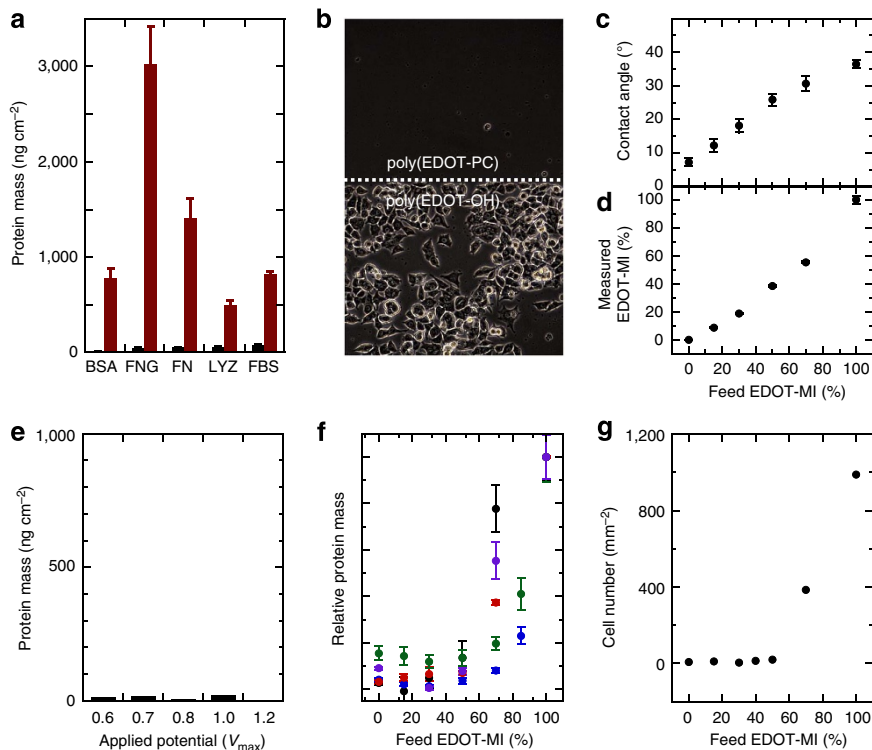 a
Protein mass (ng cm⁻²)
3,000
2,000
1,000
0
BSA FNG FN LYZ FBS
b
poly(EDOT-PC)
poly(EDOT-OH)
c
Contact angle (°)
40
30
20
10
0
d
Measured
EDOT-MI (%)
100
80
60
40
20
0
0 20 40 60 80 100
Feed EDOT-MI (%)
e
Protein mass (ng cm⁻²)
1,000
500
0
0.6 0.7 0.8 1.0 1.2
Applied potential (Vmax)
f
Relative protein mass
0 20 40 60 80 100
Feed EDOT-MI (%)
g
Cell number (mm⁻²)
1,200
800
400
0
0 20 40 60 80 100
Feed EDOT-MI (%)